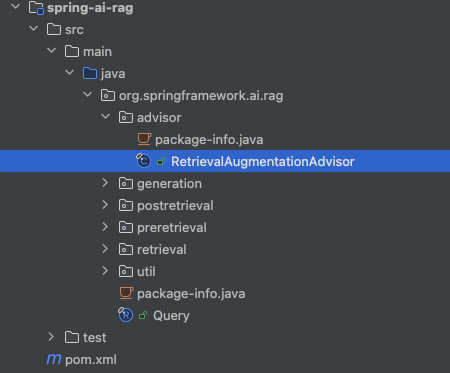 spring-ai-rag
src
main
java
org.springframework.ai.rag
advisor
package-info.java
RetrievalAugmentationAdvisor
generation
postretrieval
preretrieval
retrieval
util
package-info.java
Query
test
pom.xml